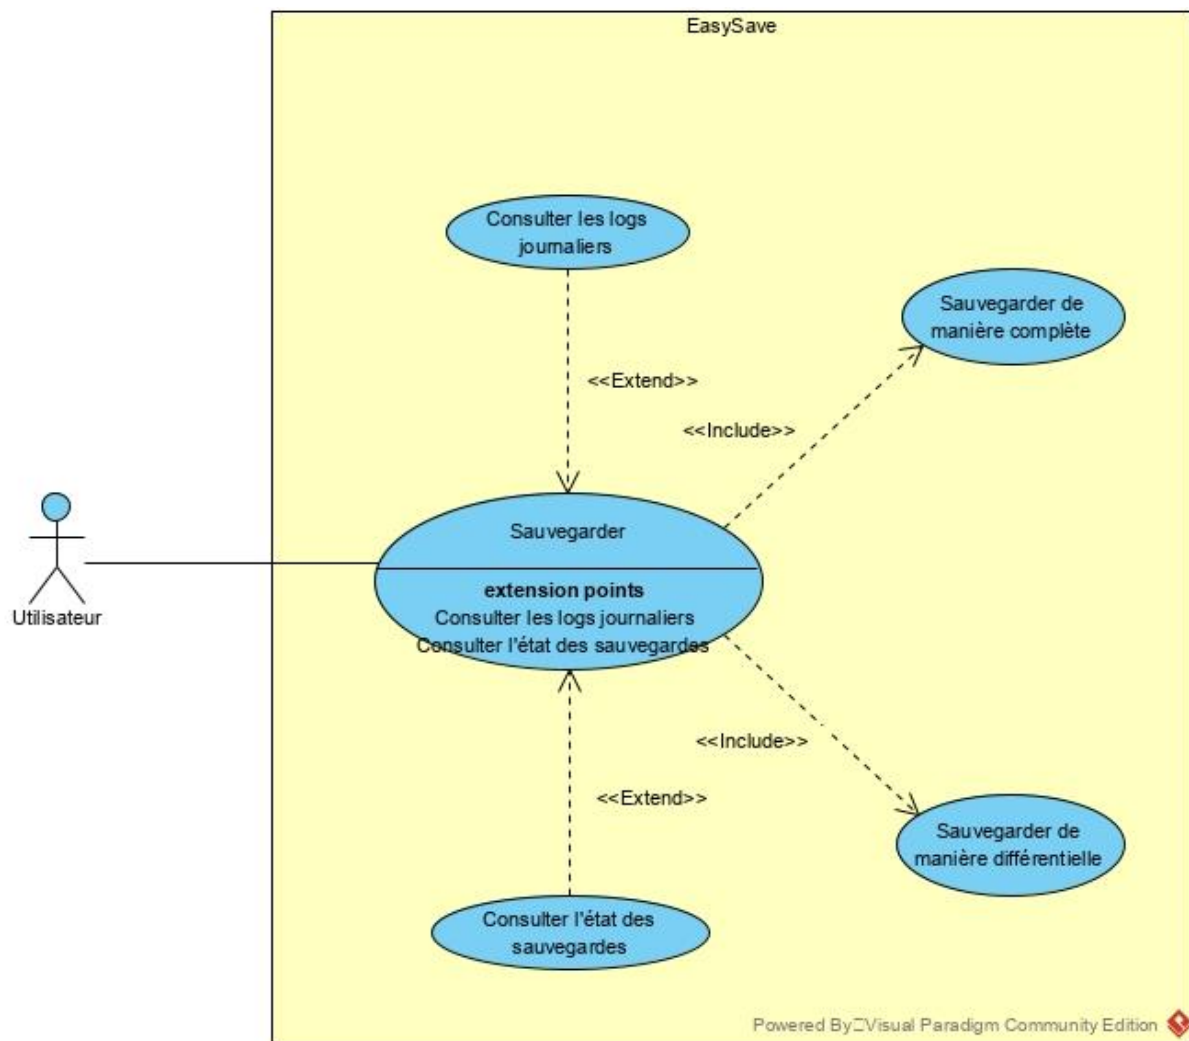 EasySave
Consulter les logs
journaliers
Sauvegarder de
manière complète
<<Extend>>
<<Include>>
Sauvegarder
extension points
Consulter les logs journaliers
Consulter l'état des sauvegardes
Utilisateur
<<Include>>
<<Extend>>
Sauvegarder de
manière différentielle
Consulter l'état des
sauvegardes
Powered By Visual Paradigm Community Edition